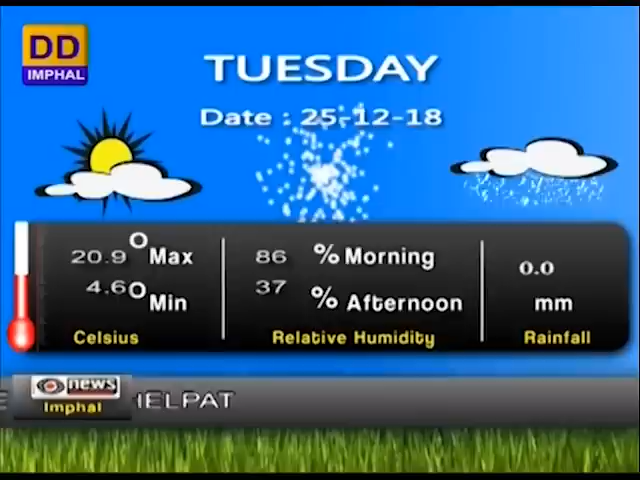 DD
IMPHAL
TUESDAY
Date : 25-12-18
20.9 O Max
4.6 O Min
Celsius
86 % Morning
37 % Afternoon
Relative Humidity
0.0
mm
Rainfall
news
Imphal
HELPAT